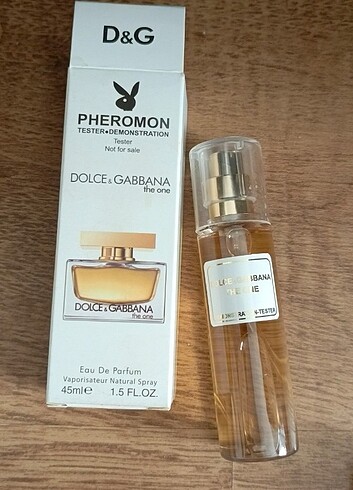 D&G
PHEROMON
TESTER●DEMONSTRATION
Tester
Not for sale
DOLCE & GABBANA
the one
DOLCE & GABBANA
the one
Eau De Parfum
Vaporisateur Natural Spray
45ml℮ 1.5 FL.OZ.
GABBANA